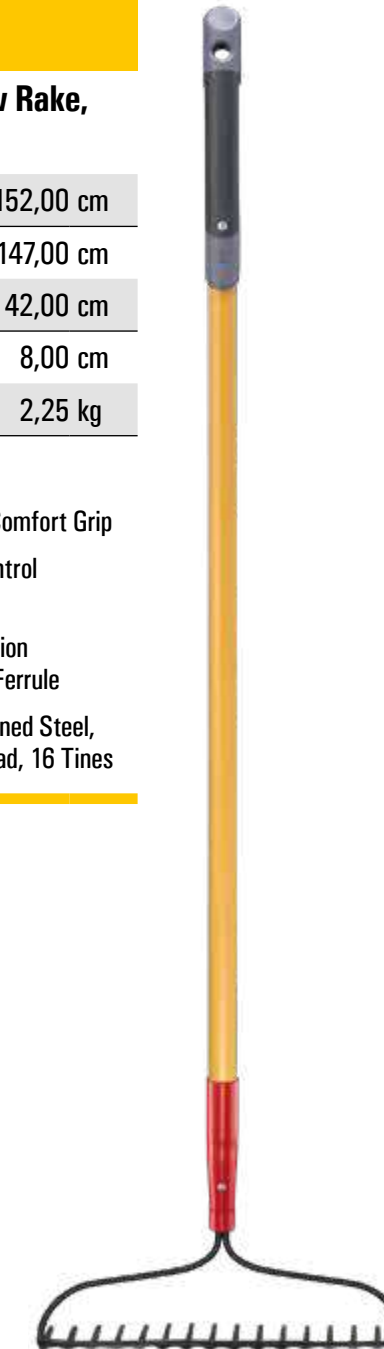 Rake,
152,00 cm
147,00 cm
42,00 cm
8,00 cm
2,25 kg
Comfort Grip
ntrol
ion
Ferrule
ned Steel,
ad, 16 Tines